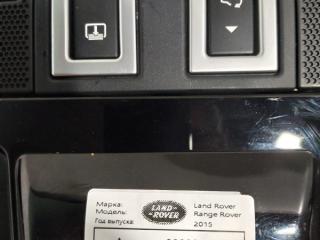 Марка: LAND-ROVER Land Rover
Модель: Range Rover
Год выпуска: 2015